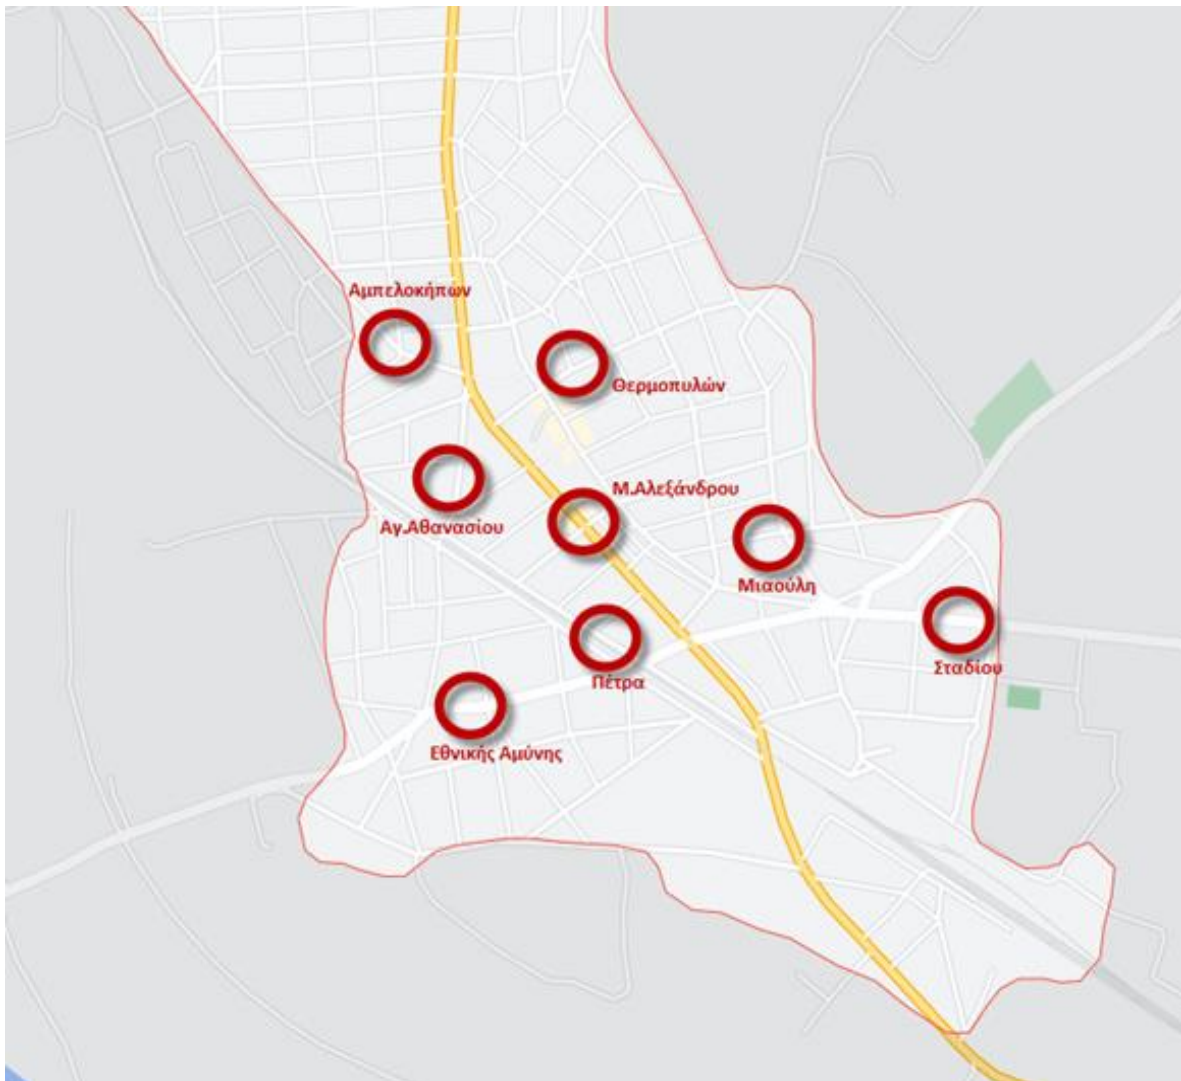 Αμπελοκήπων
Θερμοπυλών
Μ.Αλεξάνδρου
Αγ.Αθανασίου
Μιαούλη
Σταδίου
Πέτρα
Εθνικής Αμύνης